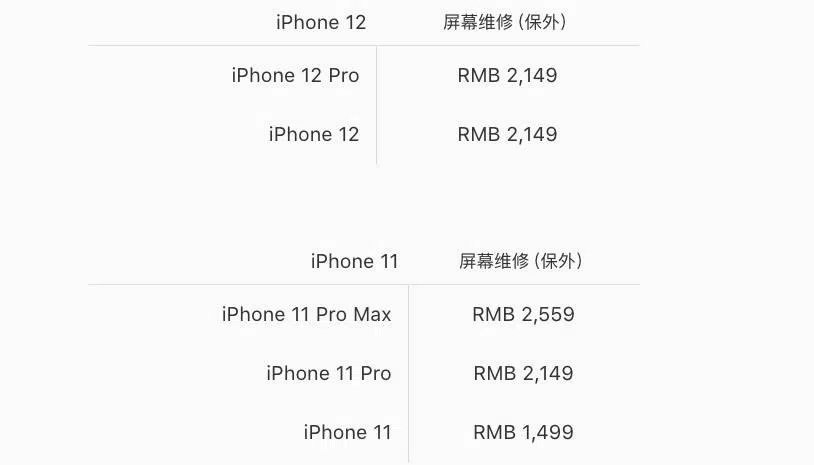 iPhone 12 屏幕维修 (保外)
iPhone 12 Pro RMB 2,149
iPhone 12 RMB 2,149
iPhone 11 屏幕维修 (保外)
iPhone 11 Pro Max RMB 2,559
iPhone 11 Pro RMB 2,149
iPhone 11 RMB 1,499